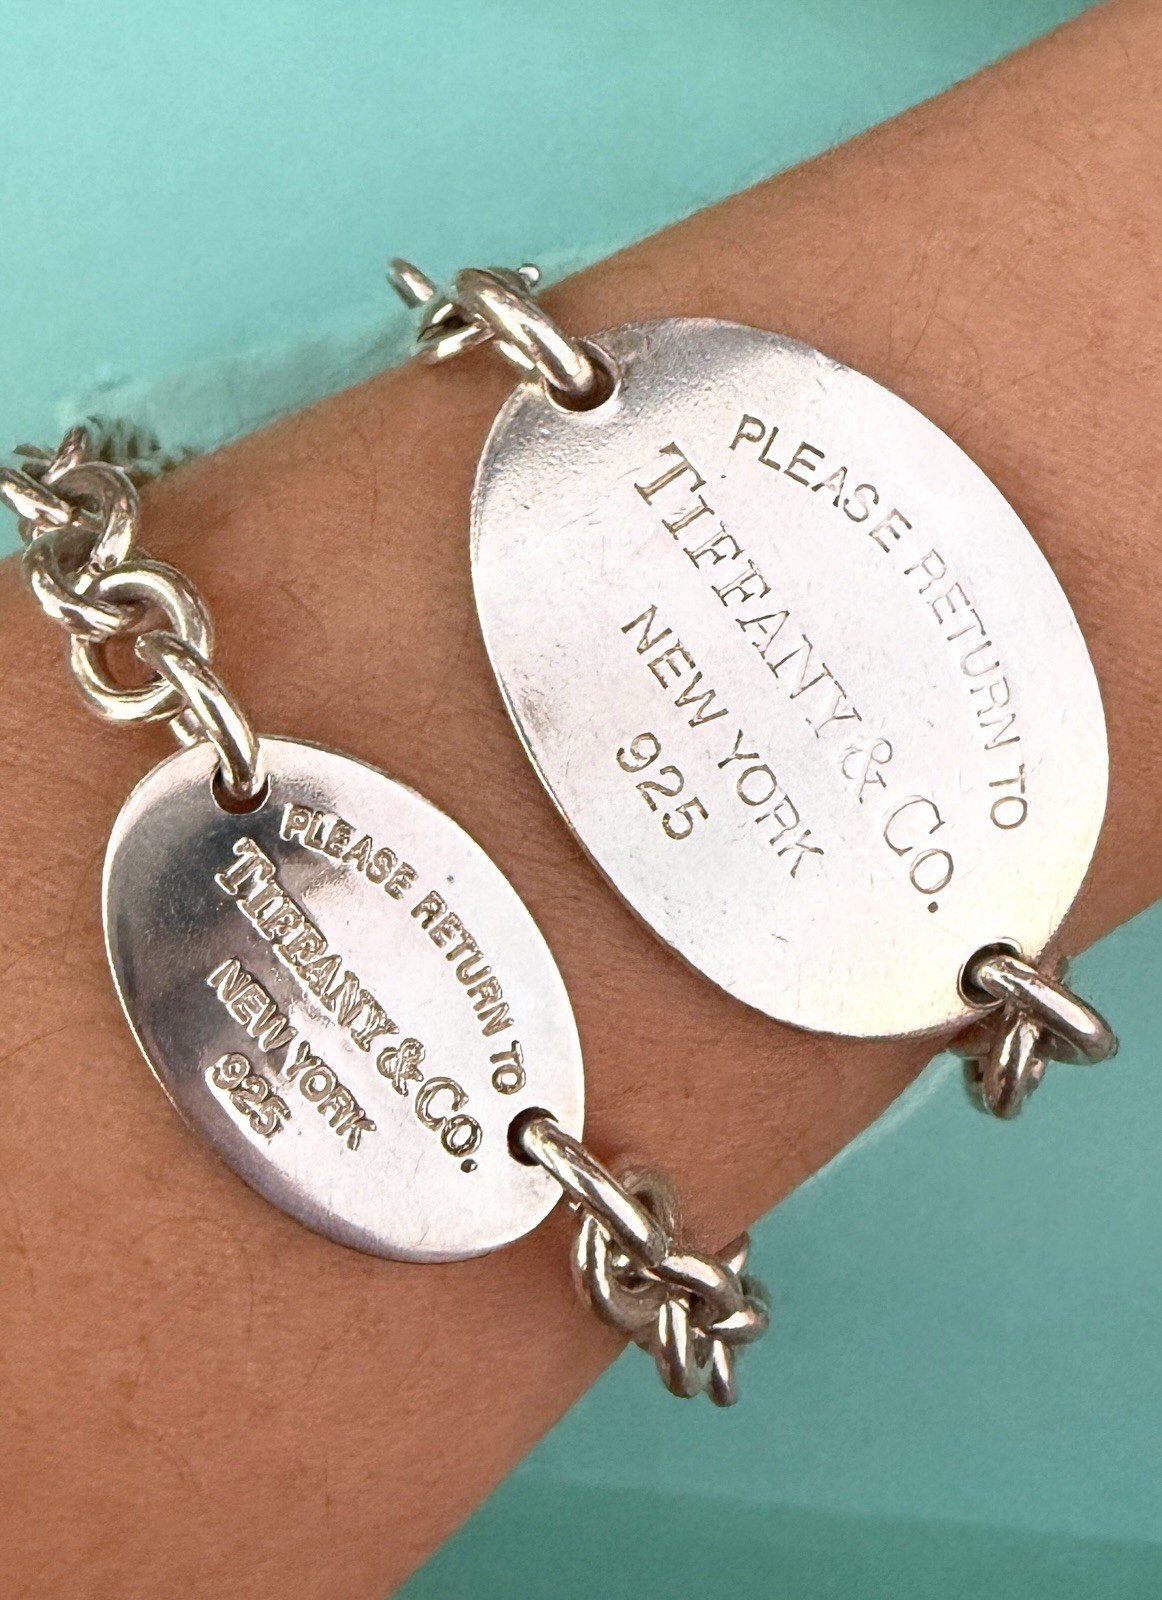 PLEASE RETURN TO
TIFFANY & CO.
NEW YORK
925
PLEASE RETURN TO
TIFFANY & CO.
NEW YORK
925